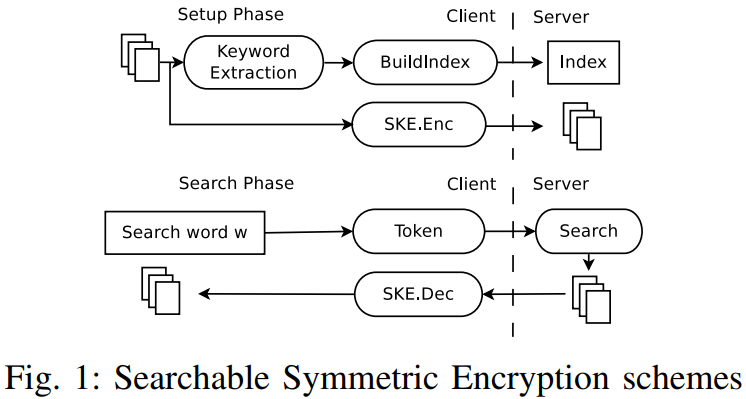 Setup Phase
Client
Server
Keyword
Extraction
BuildIndex
Index
SKE.Enc
Search Phase
Client
Server
Search word w
Token
Search
SKE.Dec
Fig. 1: Searchable Symmetric Encryption schemes